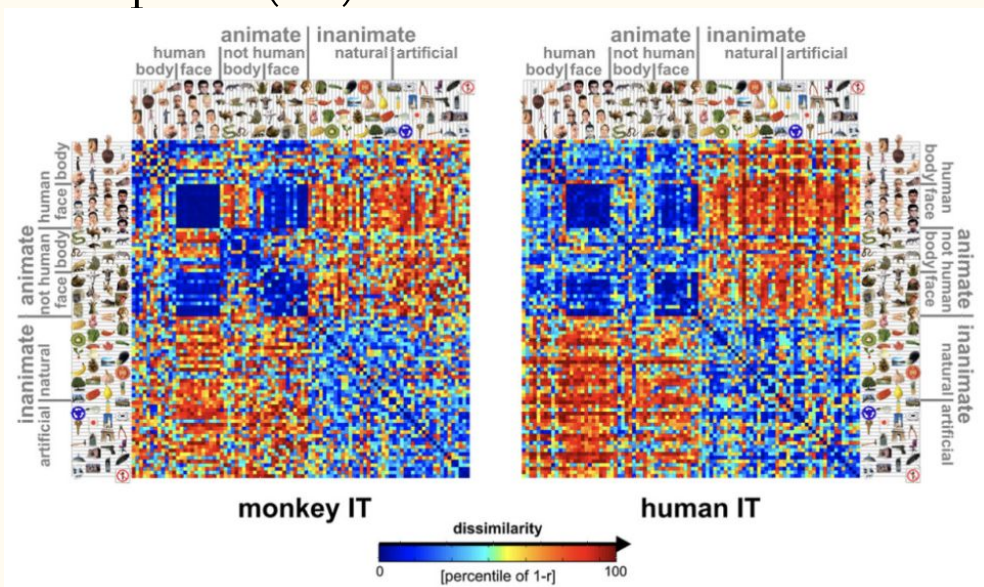 animate inanimate
human not human natural artificial
body face body face
animate inanimate
human not human natural artificial
body face body face
animate
inanimate
human
not human
natural
artificial
body
face
body
face
human
not human
natural
artificial
body
face
body
face
animate
inanimate
monkey IT
human IT
dissimilarity
0
[percentile of 1-r]
100